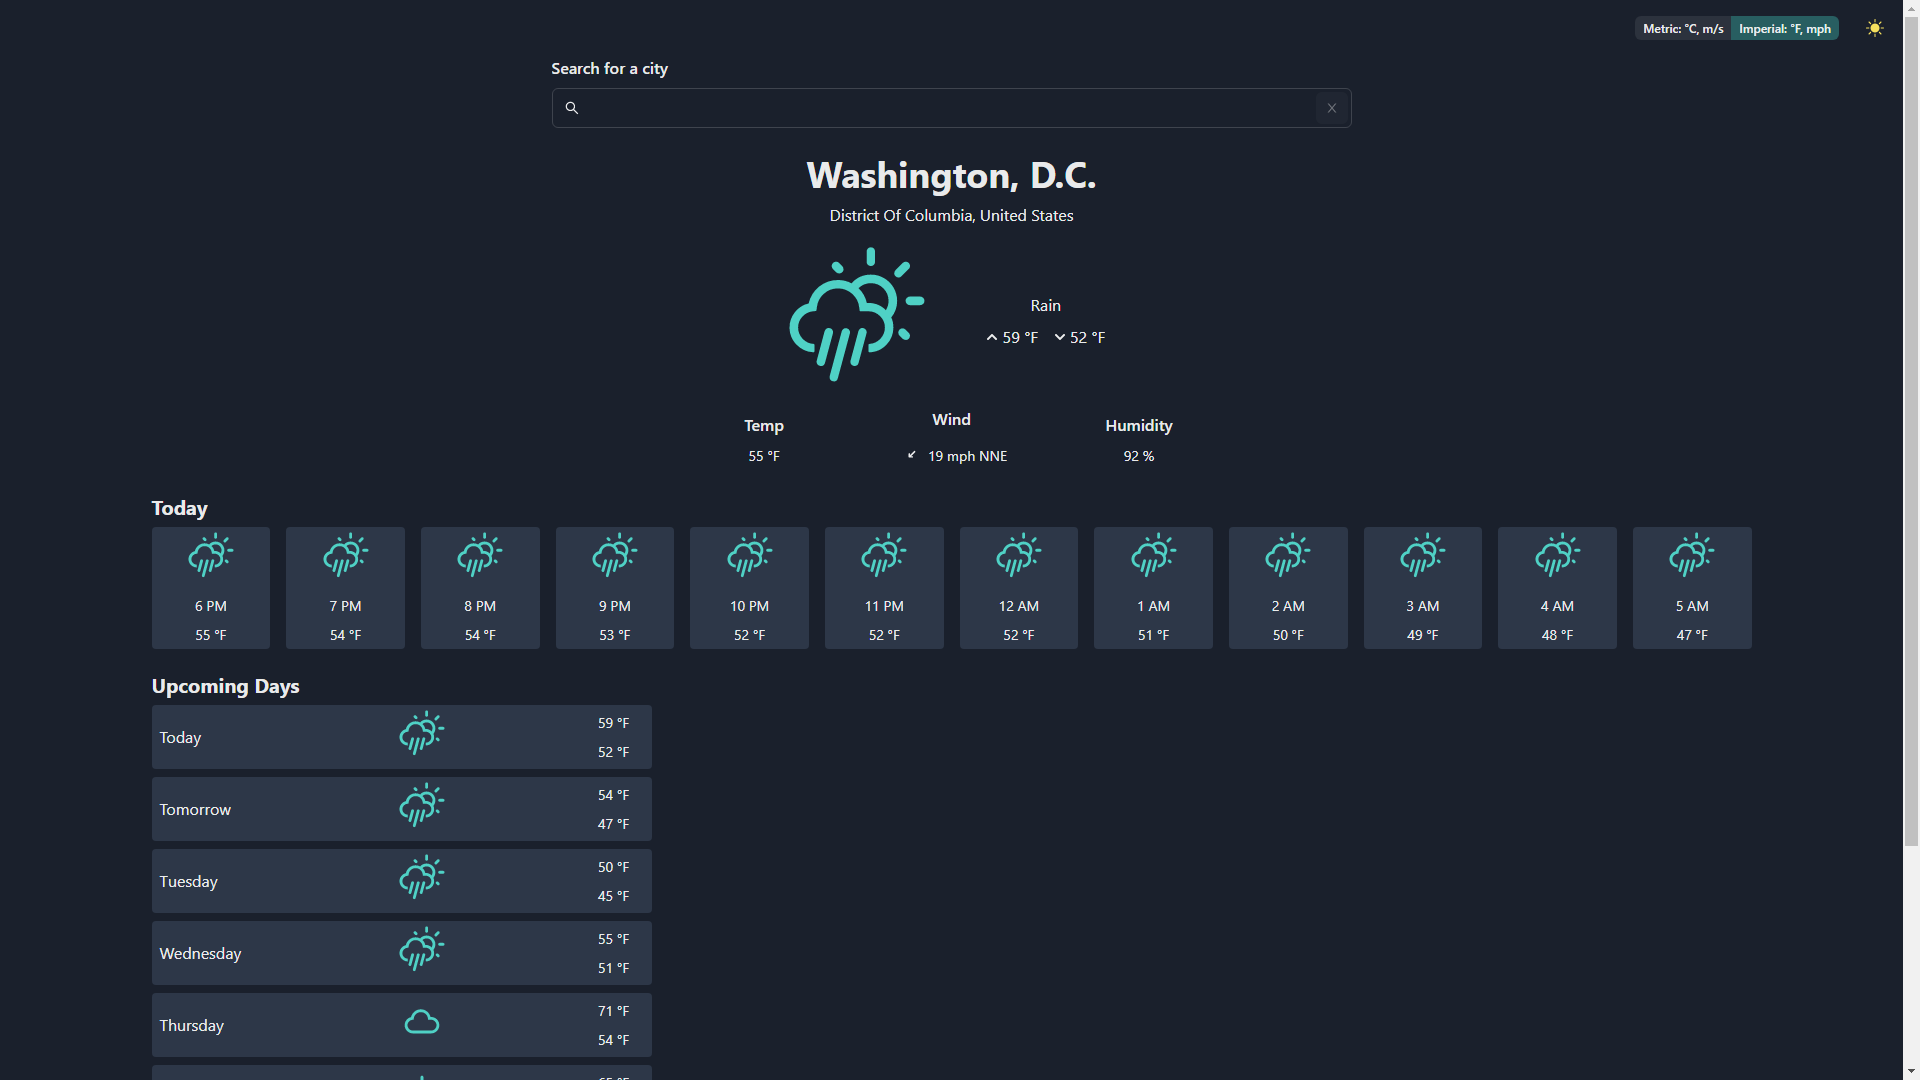 Metric: °C, m/s Imperial: °F, mph
Search for a city
Washington, D.C.
District Of Columbia, United States
Rain
59 °F 52 °F
Temp Wind Humidity
55 °F 19 mph NNE 92 %
Today
6 PM 7 PM 8 PM 9 PM 10 PM 11 PM 12 AM 1 AM 2 AM 3 AM 4 AM 5 AM
55 °F 54 °F 54 °F 53 °F 52 °F 52 °F 52 °F 51 °F 50 °F 49 °F 48 °F 47 °F
Upcoming Days
Today 59 °F
52 °F
Tomorrow 54 °F
47 °F
Tuesday 50 °F
45 °F
Wednesday 55 °F
51 °F
Thursday 71 °F
54 °F